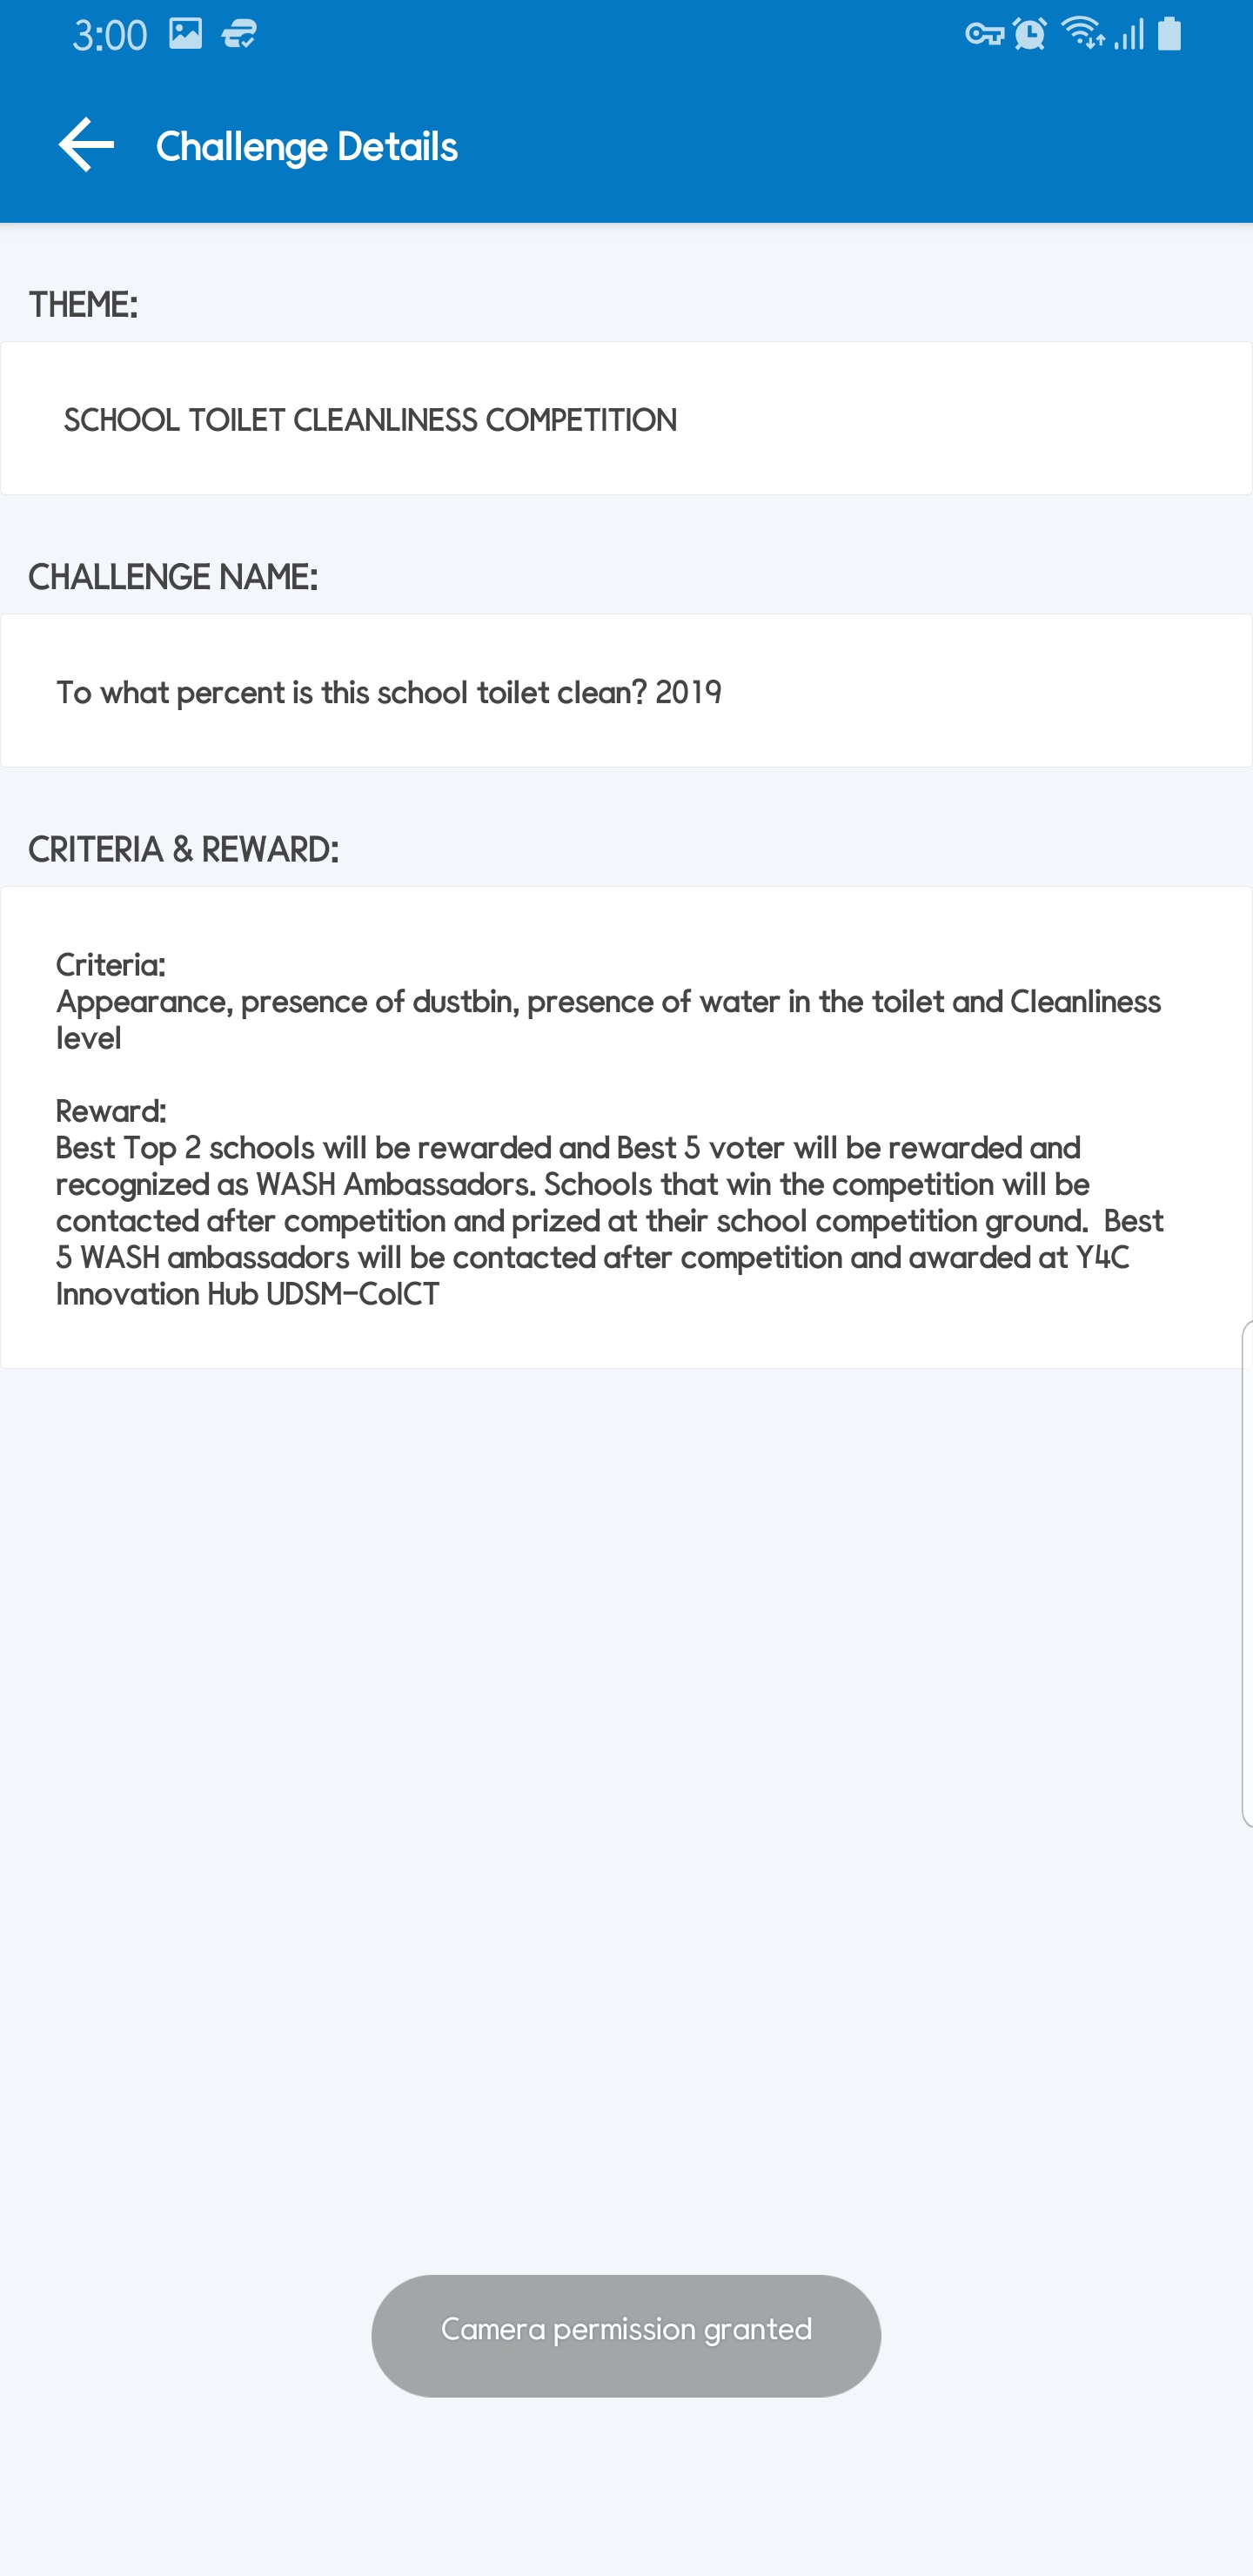 3:00
Challenge Details
THEME:
SCHOOL TOILET CLEANLINESS COMPETITION
CHALLENGE NAME:
To what percent is this school toilet clean? 2019
CRITERIA & REWARD:
Criteria:
Appearance, presence of dustbin, presence of water in the toilet and Cleanliness
level
Reward:
Best Top 2 schools will be rewarded and Best 5 voter will be rewarded and
recognized as WASH Ambassadors. Schools that win the competition will be
contacted after competition and prized at their school competition ground.  Best
5 WASH ambassadors will be contacted after competition and awarded at Y4C
Innovation Hub UDSM-CoICT
Camera permission granted